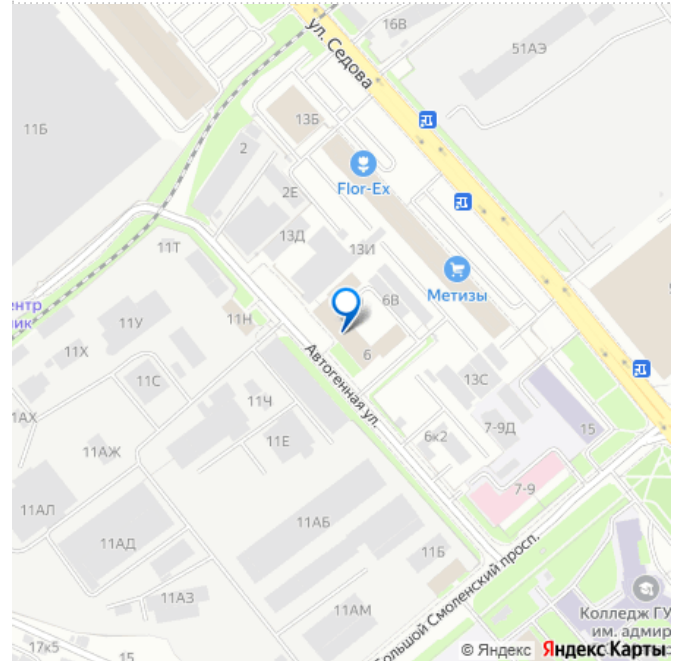 16В
51АЭ
ул. Седова
11Б
13Б
2
Flor-Ex
2Е
13Д
13И
11Т
Метизы
6В
ентр
ник
11У
11Н
11Х
6
Автогенная ул.
11С
13С
1АХ
11Ч
11Е
6к2
7-9Д
15
11АЖ
7-9
11АЛ
11АД
11АБ
11Б
11АЗ
11АМ
Большой Смоленский просп.
Колледж ГУ
им. адмир
17к5
15
© Яндекс Яндекс Карты